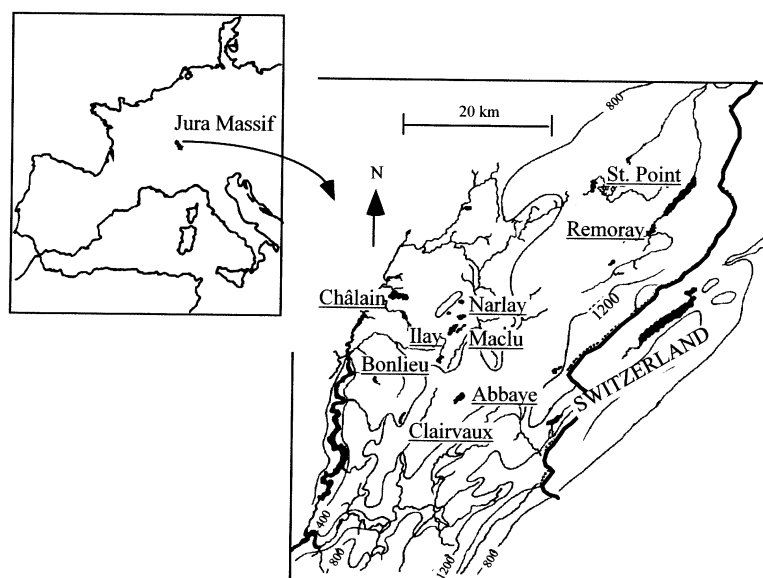 Jura Massif
800
20 km
N
St. Point
Remoray
Châlain
Narlay
1200
Ilay
Maclu
Bonlieu
SWITZERLAND
Abbaye
Clairvaux
400
800
1200
800